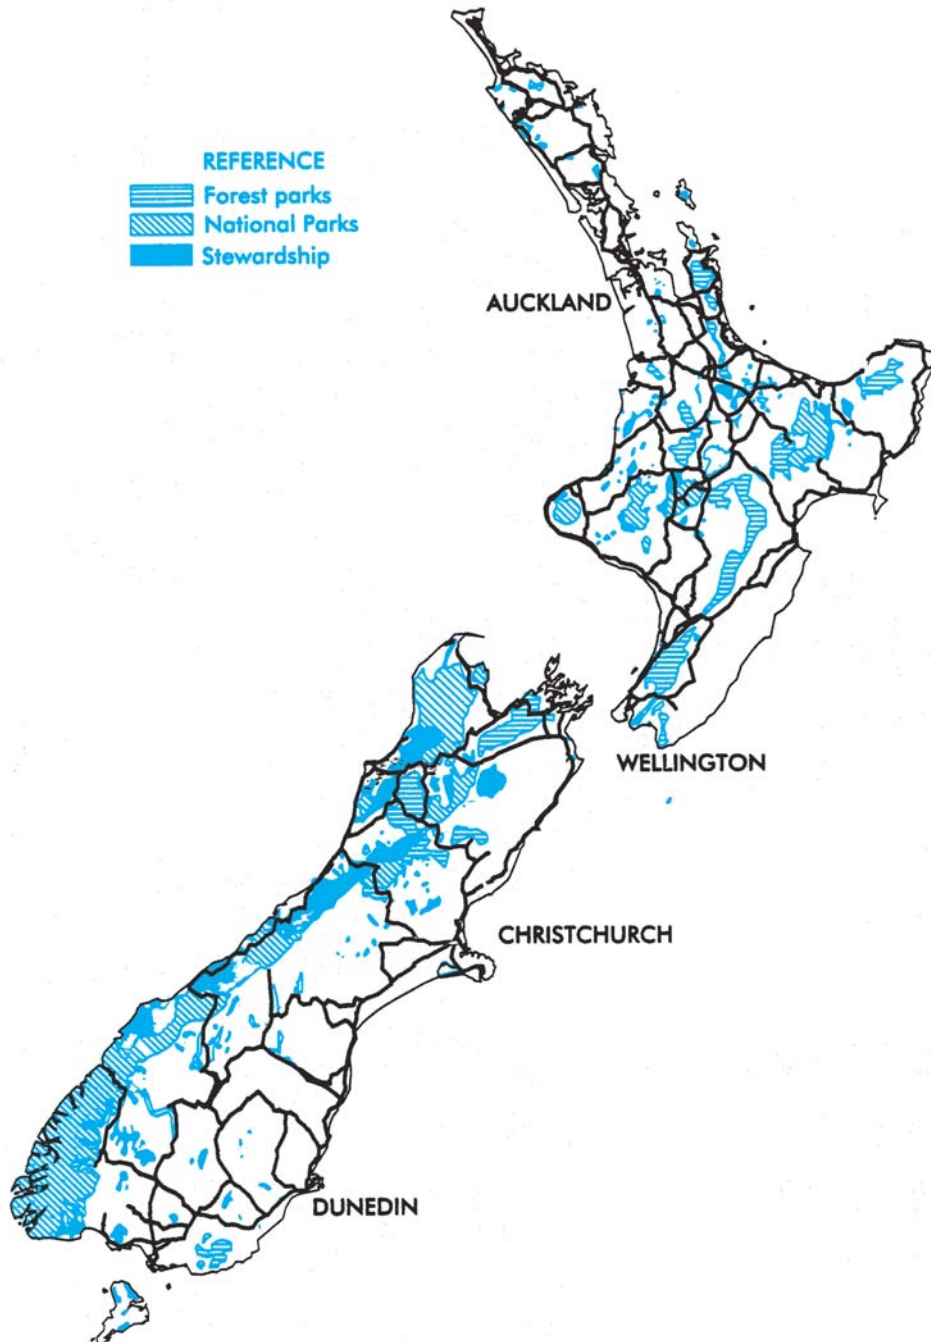 REFERENCE
Forest parks
National Parks
Stewardship
AUCKLAND
WELLINGTON
CHRISTCHURCH
DUNEDIN